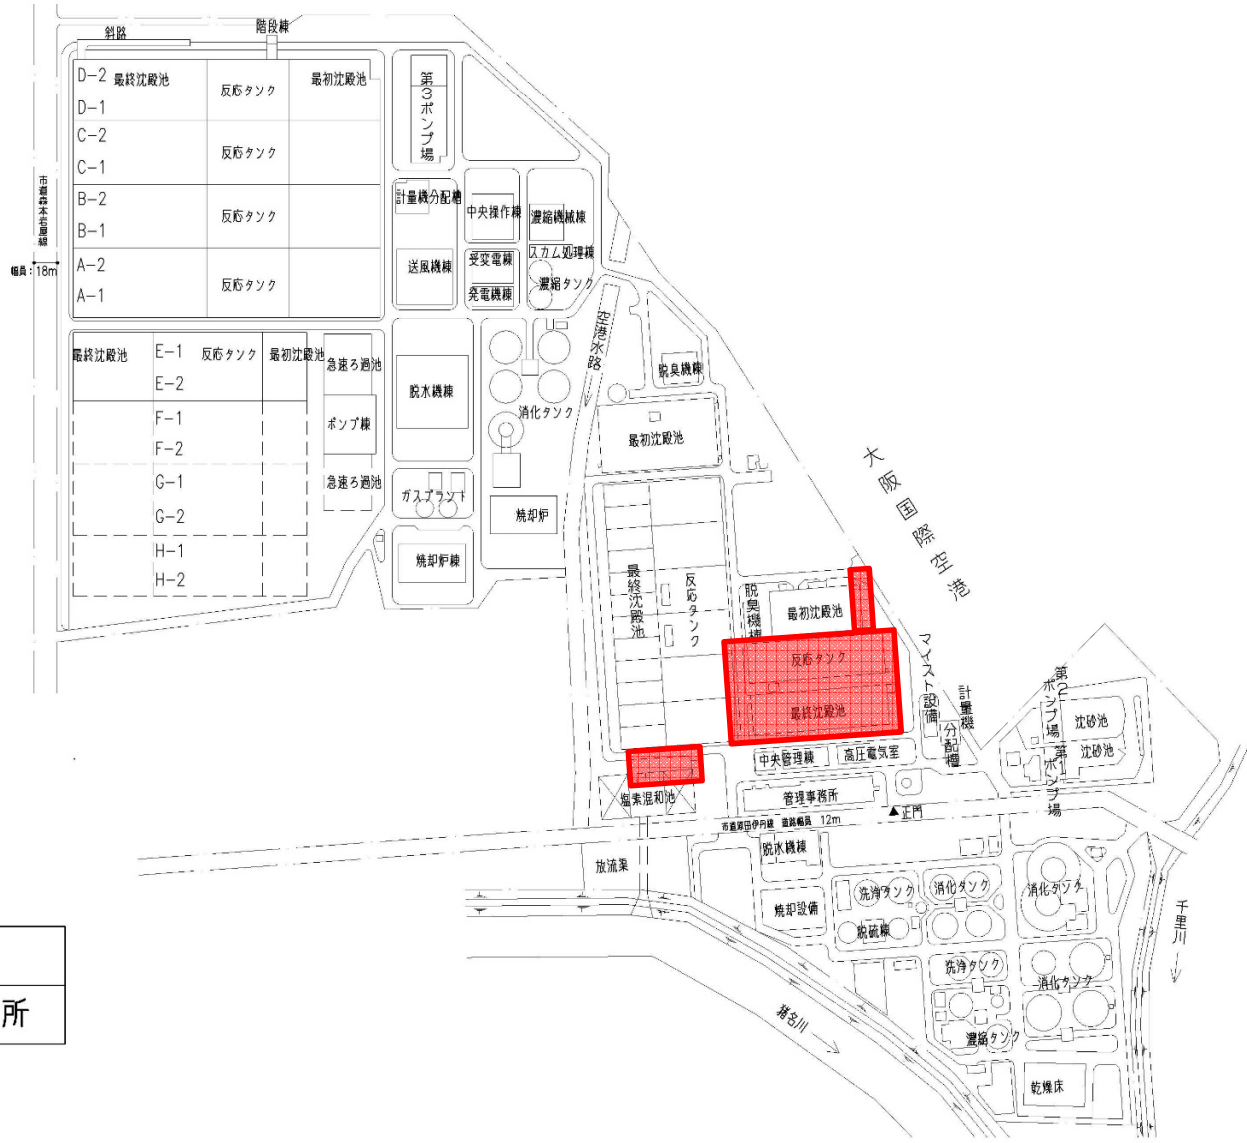 斜路
階段棟
D-2
最終沈殿池
反応タンク
最初沈殿池
D-1
C-2
反応タンク
C-1
B-2
反応タンク
B-1
A-2
反応タンク
A-1
市道森本岩屋線
幅員：18m
第3ポンプ場
計量機分配槽
中央操作棟
濃縮機械棟
スカム処理棟
送風機棟
受変電棟
発電機棟
濃縮タンク
最終沈殿池
E-1
反応タンク
最初沈殿池
急速ろ過池
E-2
F-1
ポンプ棟
F-2
G-1
急速ろ過池
G-2
H-1
H-2
脱水機棟
消化タンク
ガスプラント
焼却炉
焼却炉棟
空港水路
脱臭機棟
最初沈殿池
大阪国際空港
最終沈殿池
反応タンク
脱臭機棟
最初沈殿池
反応タンク
最終沈殿池
マイスト設備
計量機
分配槽
第2ポンプ場
第1ポンプ場
沈砂池
沈砂池
中央管理棟
高圧電気室
塩素混和池
管理事務所
市道原田伊丹線 道路幅員 12m
▲正門
放流渠
脱水機棟
焼却設備
洗浄タンク
消化タンク
消化タンク
脱硫棟
洗浄タンク
消化タンク
濃縮タンク
乾燥床
千里川
猪名川
所